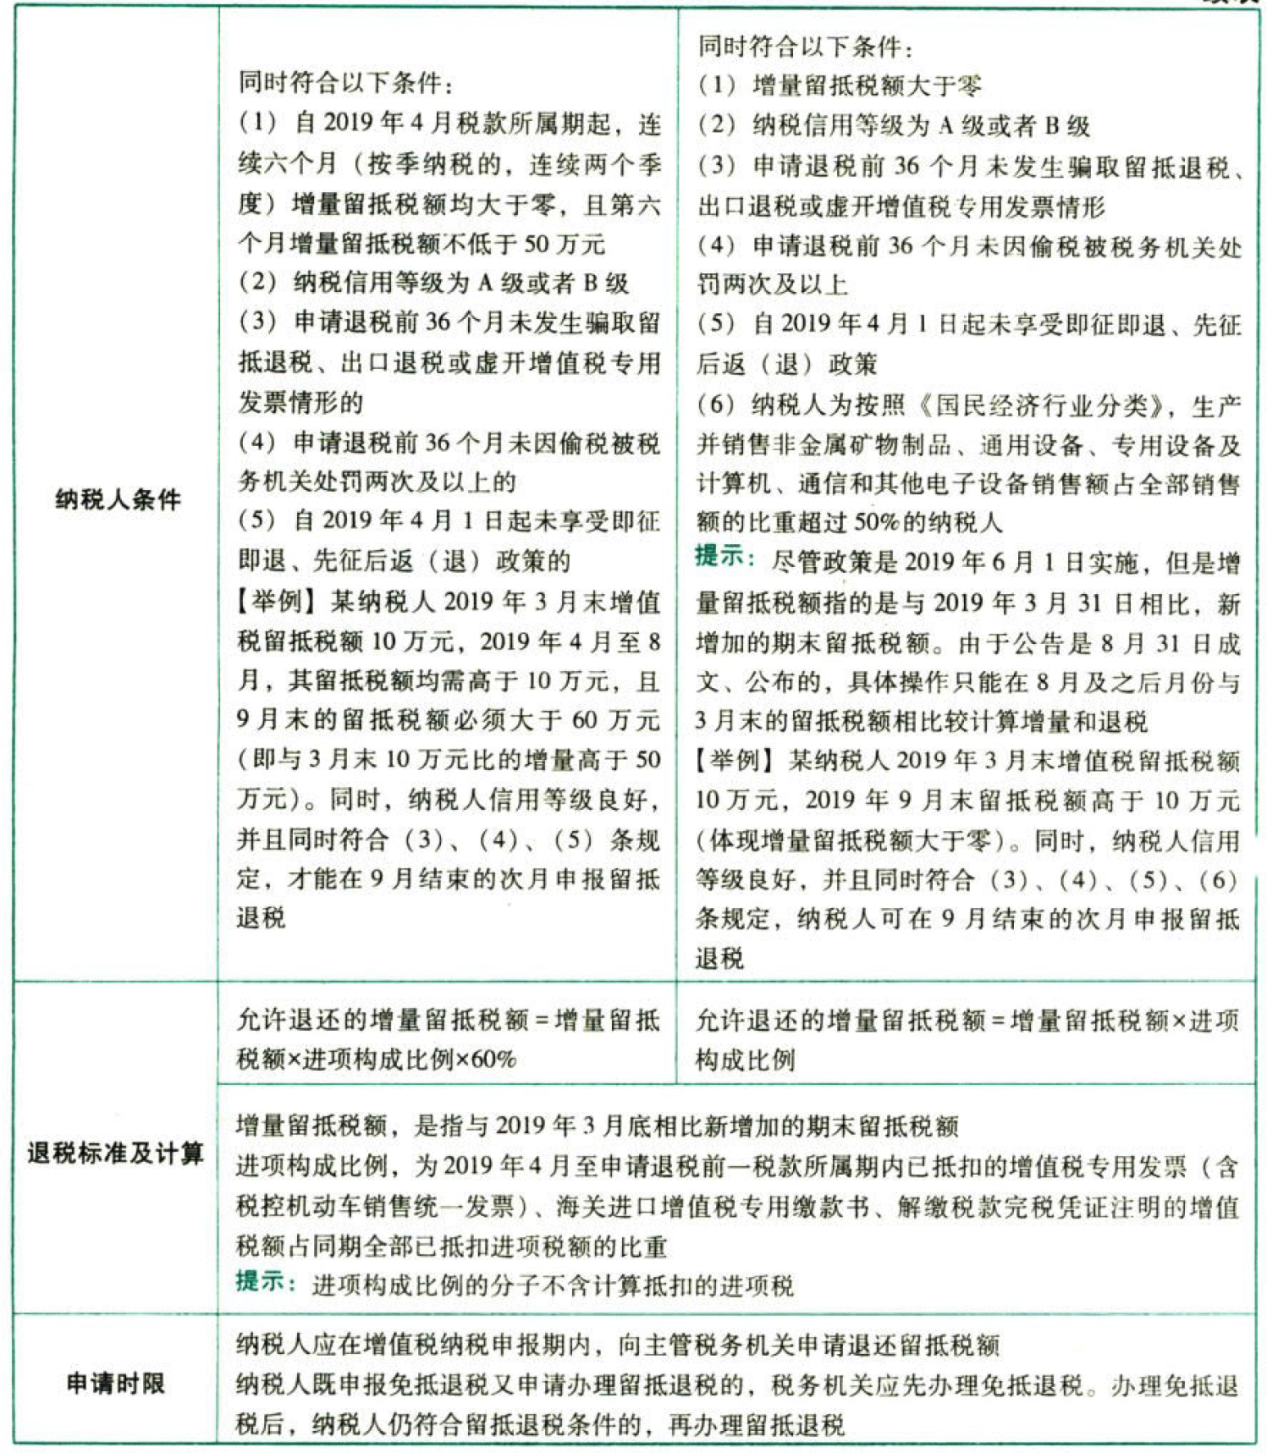 纳税人条件
同时符合以下条件：
（1）自 2019 年 4 月税款所属期起，连
续六个月（按季纳税的，连续两个季
度）增量留抵税额均大于零，且第六
个月增量留抵税额不低于 50 万元
（2）纳税信用等级为 A 级或者 B 级
（3）申请退税前 36 个月未发生骗取留
抵退税、出口退税或虚开增值税专用
发票情形的
（4）申请退税前 36 个月未因偷税被税
务机关处罚两次及以上的
（5）自 2019 年 4 月 1 日起未享受即征
即退、先征后返（退）政策的
【举例】某纳税人 2019 年 3 月末增值
税留抵税额 10 万元，2019 年 4 月至 8
月，其留抵税额均需高于 10 万元，且
9 月末的留抵税额必须大于 60 万元
（即与 3 月末 10 万元比的增量高于 50
万元）。同时，纳税人信用等级良好，
并且同时符合（3）、（4）、（5）条规
定，才能在 9 月结束的次月申报留抵
退税
同时符合以下条件：
（1）增量留抵税额大于零
（2）纳税信用等级为 A 级或者 B 级
（3）申请退税前 36 个月未发生骗取留抵退税、
出口退税或虚开增值税专用发票情形
（4）申请退税前 36 个月未因偷税被税务机关处
罚两次及以上
（5）自 2019 年 4 月 1 日起未享受即征即退、先征
后返（退）政策
（6）纳税人为按照《国民经济行业分类》，生产
并销售非金属矿物制品、通用设备、专用设备及
计算机、通信和其他电子设备销售额占全部销售
额的比重超过 50%的纳税人
提示：尽管政策是 2019 年 6 月 1 日实施，但是增
量留抵税额指的是与 2019 年 3 月 31 日相比，新
增加的期末留抵税额。由于公告是 8 月 31 日成
文、公布的，具体操作只能在 8 月及之后月份与
3 月末的留抵税额相比较计算增量和退税
【举例】某纳税人 2019 年 3 月末增值税留抵税额
10 万元，2019 年 9 月末留抵税额高于 10 万元
（体现增量留抵税额大于零）。同时，纳税人信用
等级良好，并且同时符合（3）、（4）、（5）、（6）
条规定，纳税人可在 9 月结束的次月申报留抵
退税
退税标准及计算
允许退还的增量留抵税额=增量留抵
税额×进项构成比例×60%
允许退还的增量留抵税额=增量留抵税额×进项
构成比例
增量留抵税额，是指与 2019 年 3 月底相比新增加的期末留抵税额
进项构成比例，为 2019 年 4 月至申请退税前一税款所属期内已抵扣的增值税专用发票（含
税控机动车销售统一发票）、海关进口增值税专用缴款书、解缴税款完税凭证注明的增值
税额占同期全部已抵扣进项税额的比重
提示：进项构成比例的分子不含计算抵扣的进项税
申请时限
纳税人应在增值税纳税申报期内，向主管税务机关申请退还留抵税额
纳税人既申报免抵退税又申请办理留抵退税的，税务机关应先办理免抵退税。办理免抵退
税后，纳税人仍符合留抵退税条件的，再办理留抵退税